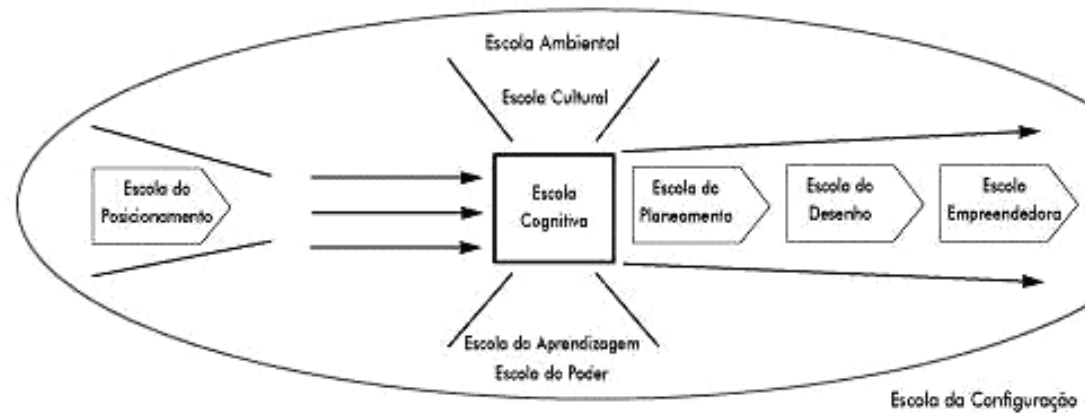 Escola Ambiental
Escola Cultural
Escola do
Posicionamento
Escola
Cognitiva
Escola do
Planeamento
Escola do
Desenho
Escola
Empreendedora
Escola da Aprendizagem
Escola do Poder
Escola da Configuração